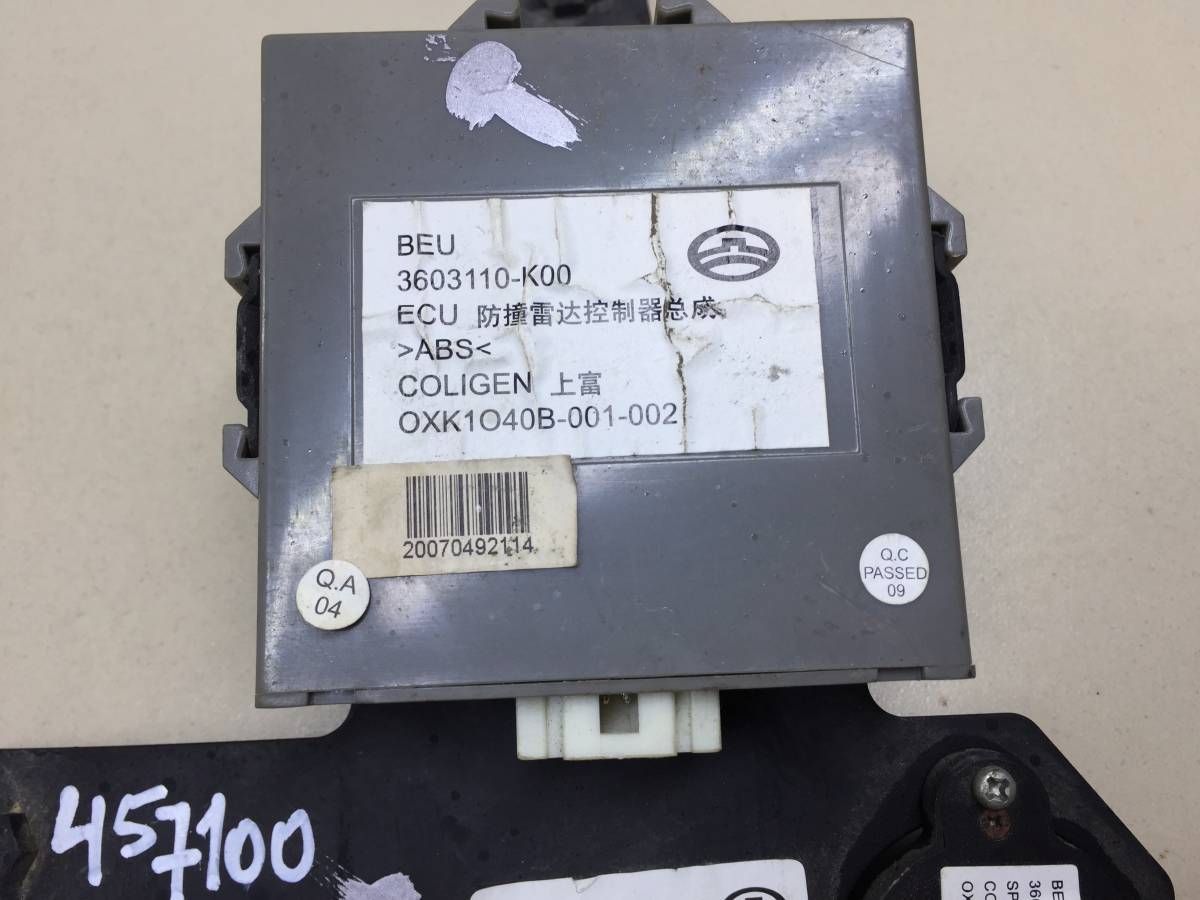 BEU
3603110-K00
ECU 防撞雷达控制器总成
>ABS<
COLIGEN 上富
OXK1O40B-001-002
20070492114
Q.A
04
Q.C
PASSED
09
457100